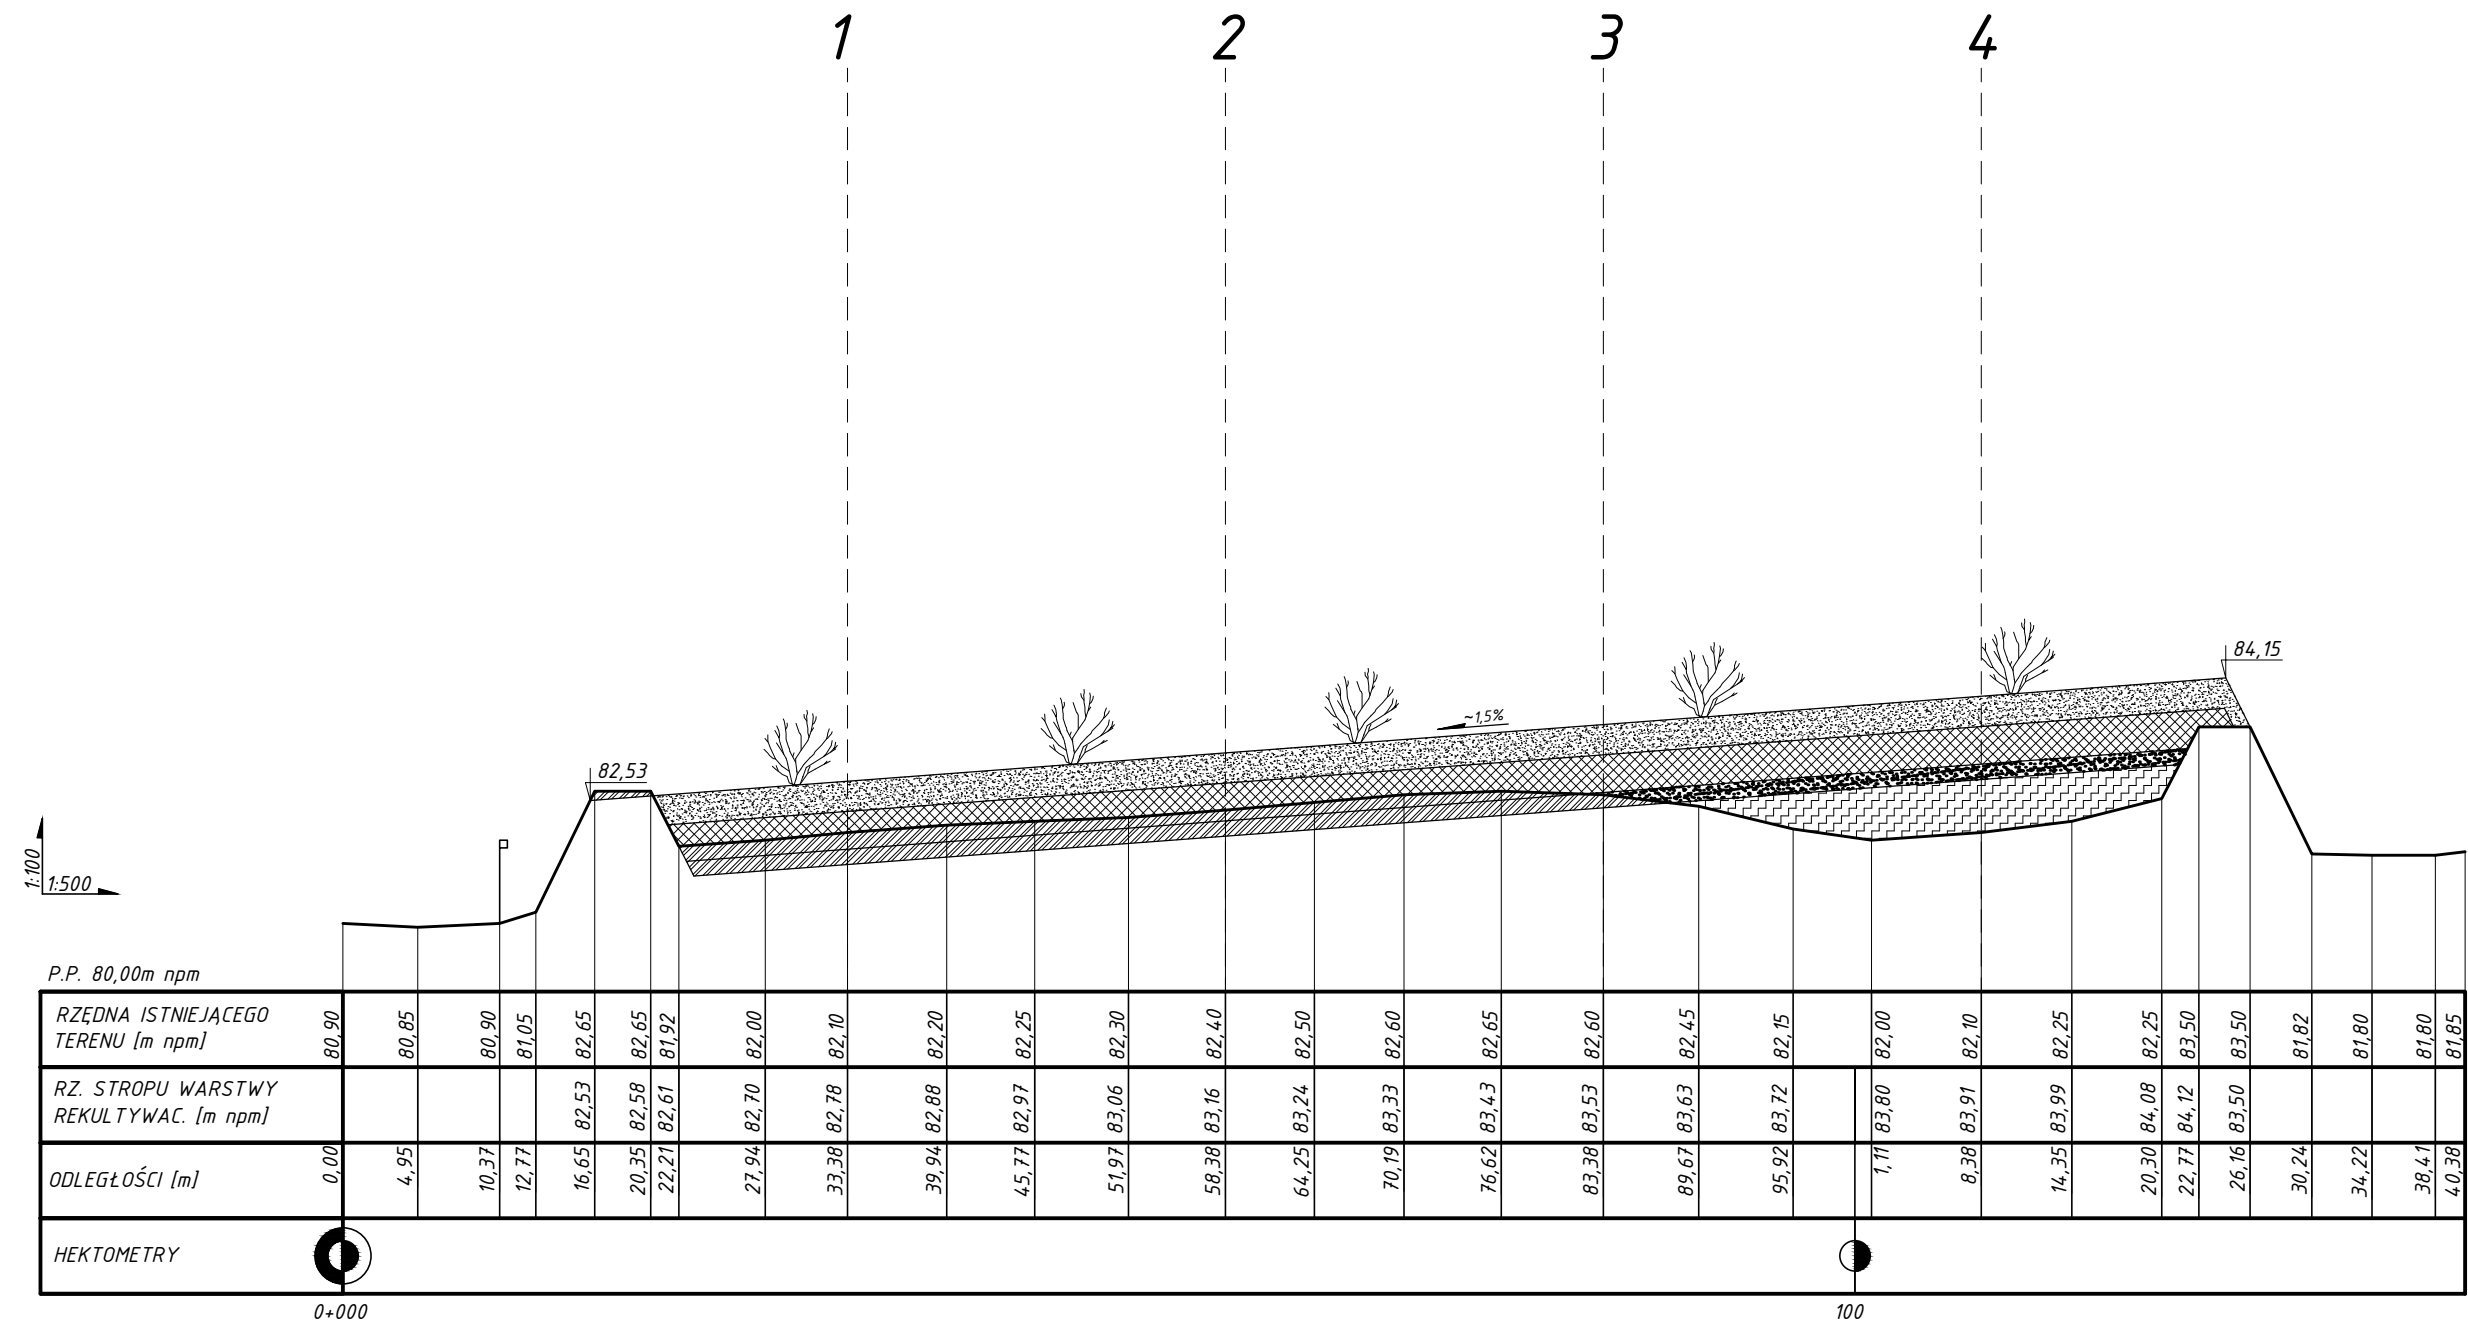 1 2 3 4
84,15
~1,5%
82,53
1:100
1:500
P.P. 80,00m npm
RZĘDNA ISTNIEJĄCEGO
TERENU [m npm]
80,90 80,85 80,90 81,05 82,65 82,65 81,92 82,00 82,10 82,20 82,25 82,30 82,40 82,50 82,60 82,65 82,60 82,45 82,15 82,00 82,10 82,25 82,25 83,50 83,50 81,82 81,80 81,80 81,85
RZ. STROPU WARSTWY
REKULTYWAC. [m npm]
82,53 82,58 82,61 82,70 82,78 82,88 82,97 83,06 83,16 83,24 83,33 83,43 83,53 83,63 83,72 83,80 83,91 83,99 84,08 84,12 83,50
ODLEGŁOŚCI [m]
0,00 4,95 10,37 12,77 16,65 20,35 22,21 27,94 33,38 39,94 45,77 51,97 58,38 64,25 70,19 76,62 83,38 89,67 95,92 1,11 8,38 14,35 20,30 22,77 26,16 30,24 34,22 38,41 40,38
HEKTOMETRY
0+000 100